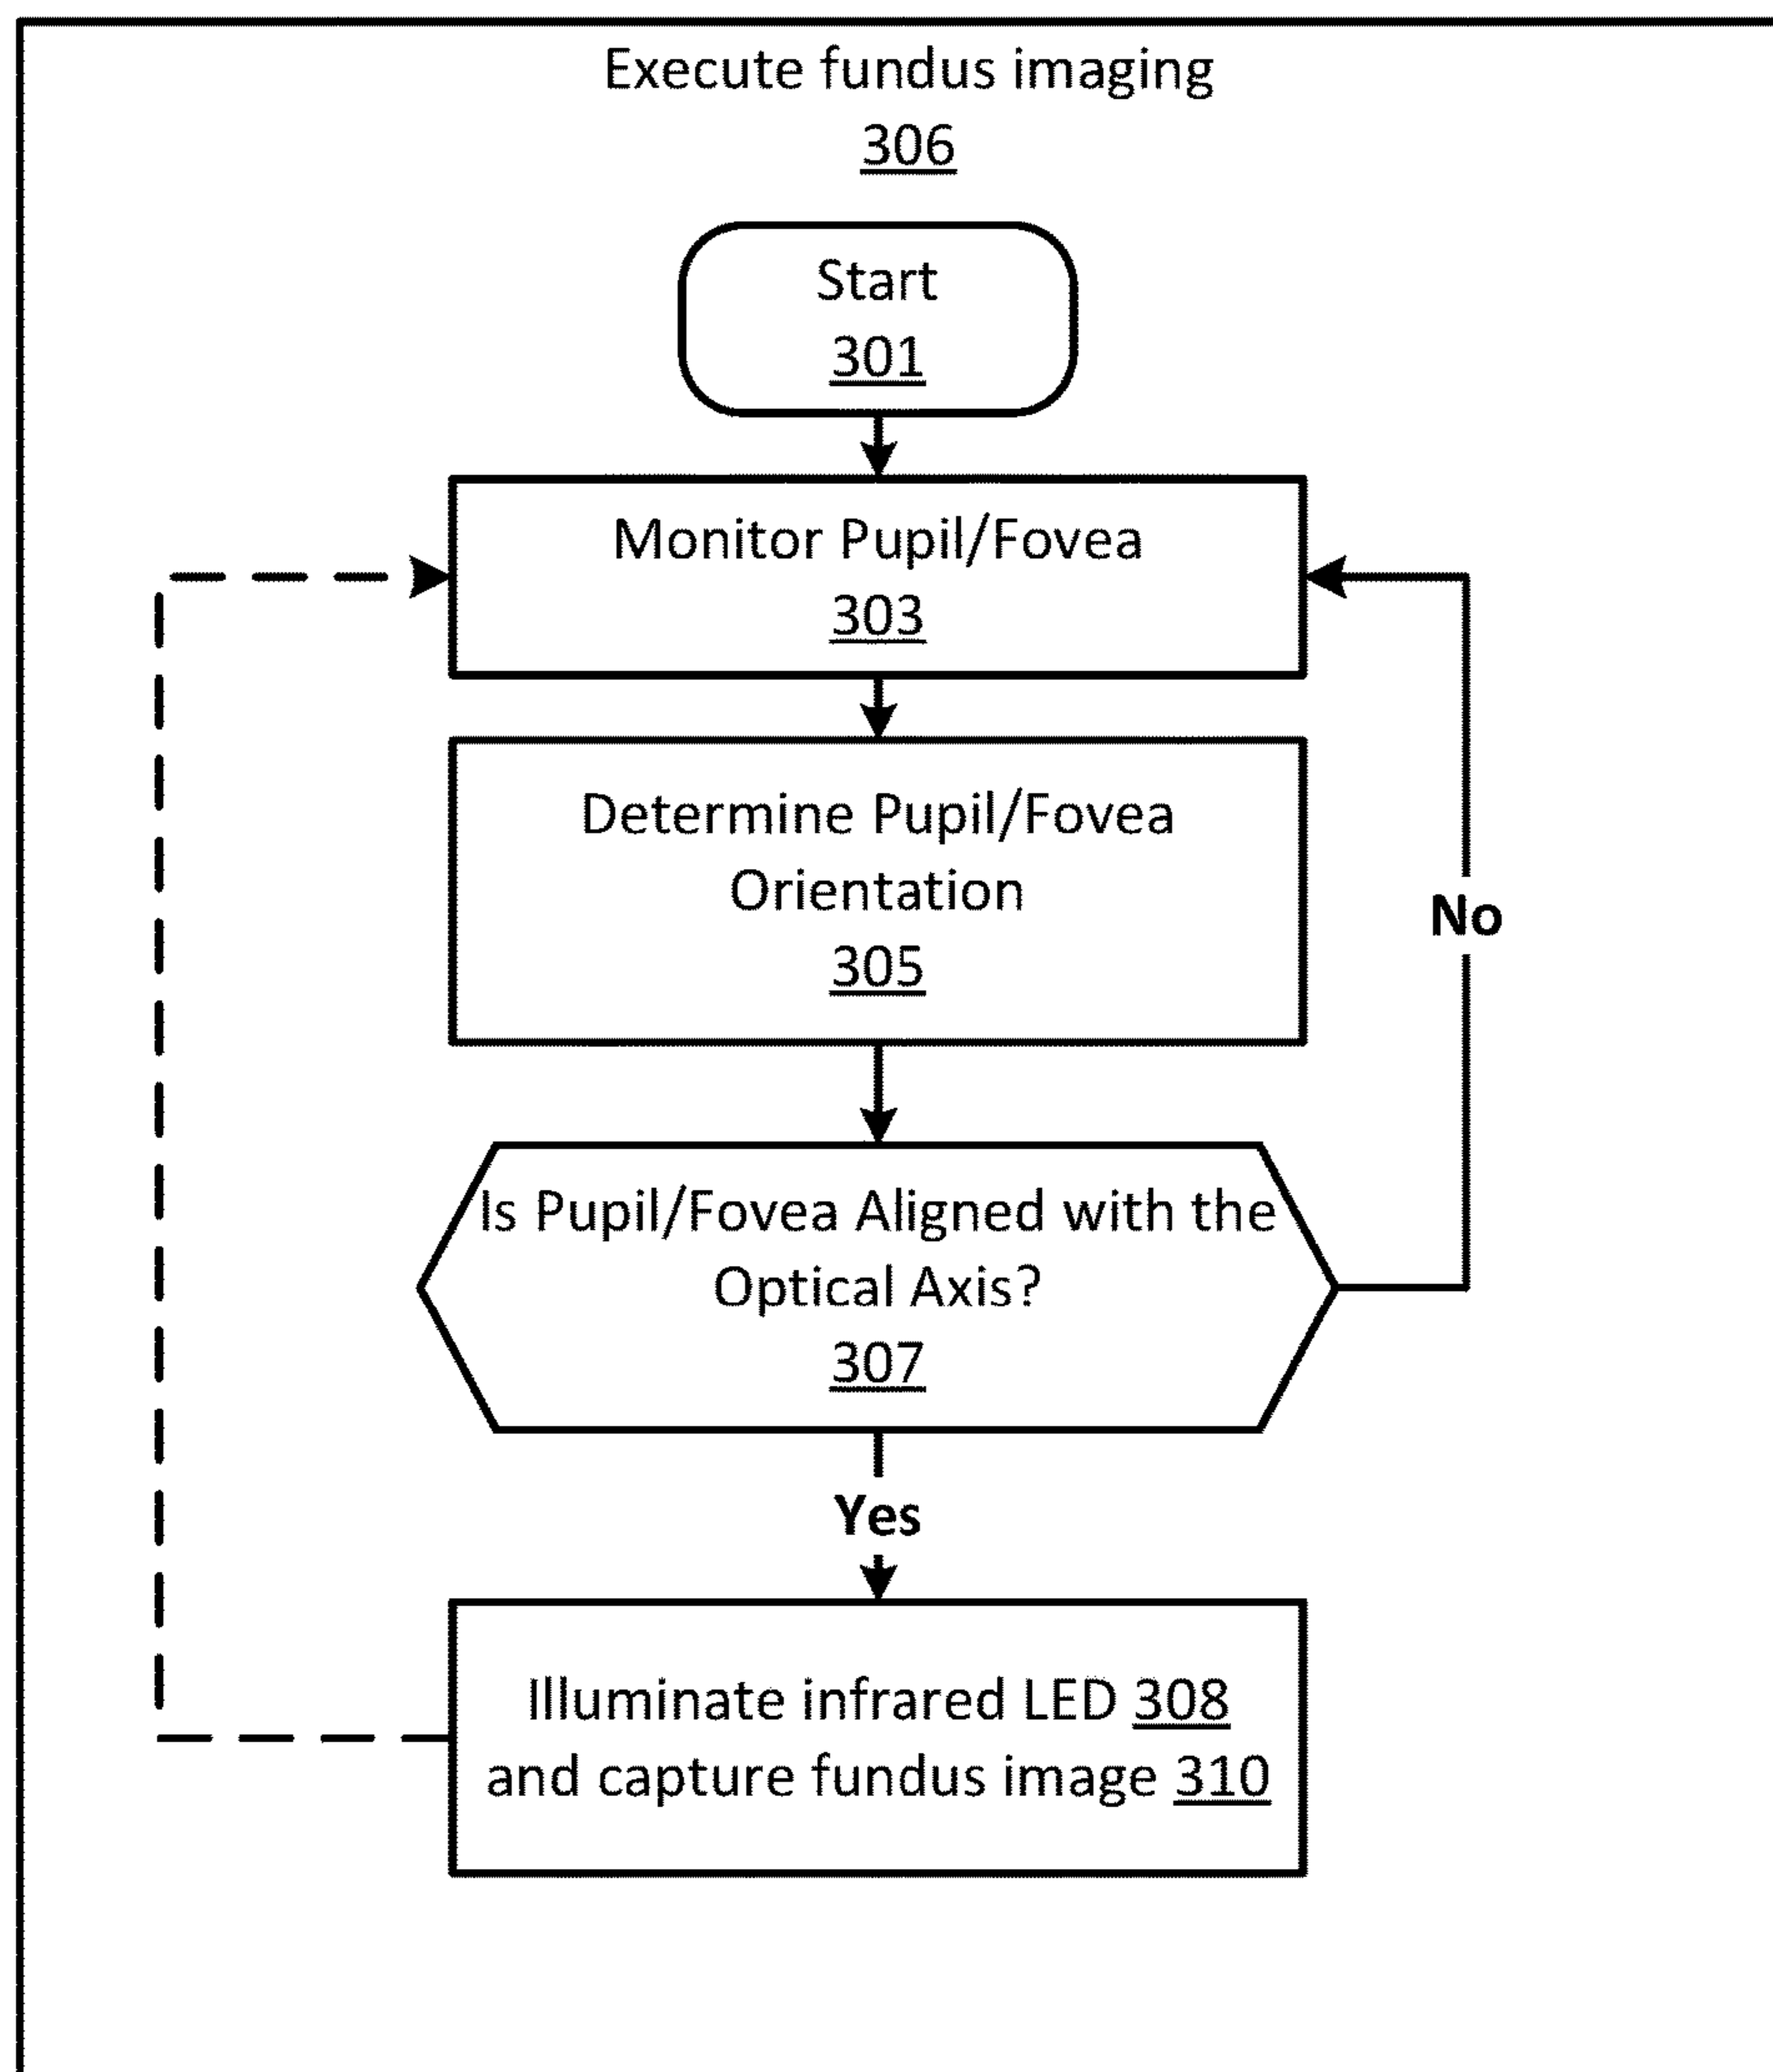 Execute fundus imaging
306
Start
301
Monitor Pupil/Fovea
303
Determine Pupil/Fovea
Orientation
305
No
Is Pupil/Fovea Aligned with the
Optical Axis?
307
Yes
Illuminate infrared LED 308
and capture fundus image 310